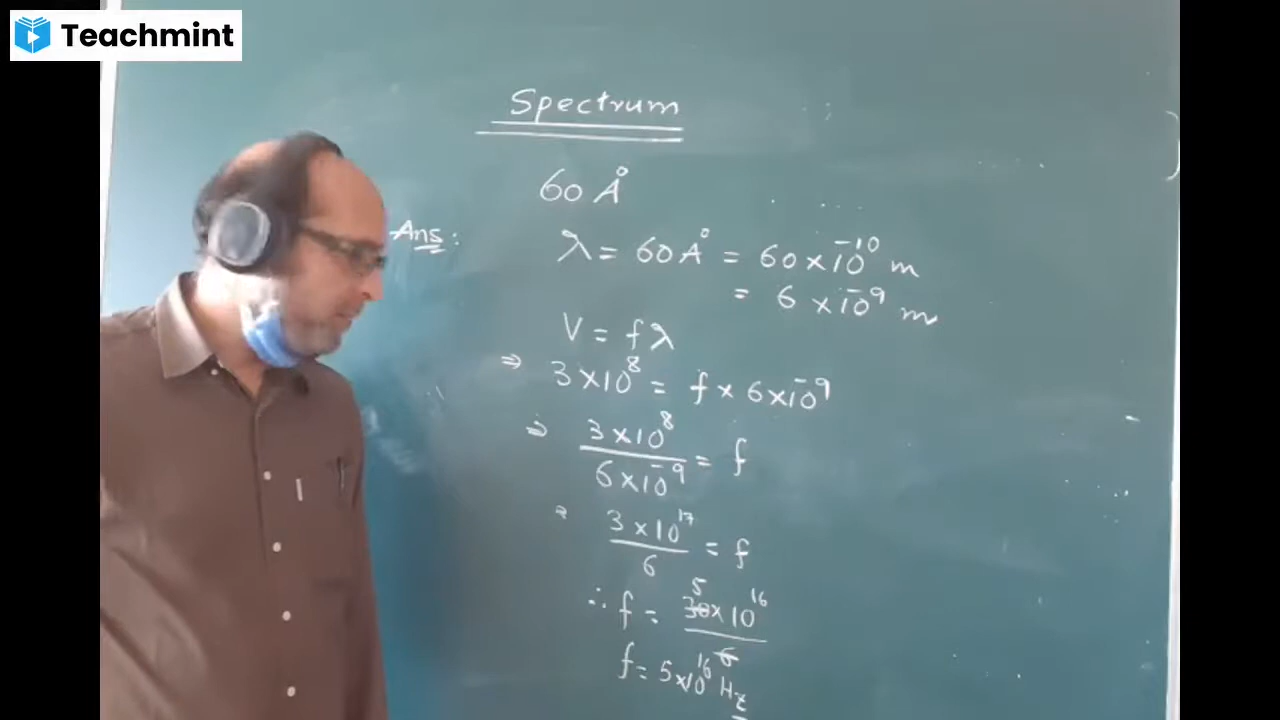 Teachmint
Spectrum
60 Å
Ans:
λ = 60 Å = 60 × 10⁻¹⁰ m
= 6 × 10⁻⁹ m
V = f λ
⇒ 3 × 10⁸ = f × 6 × 10⁻⁹
⇒ 3 × 10⁸ / 6 × 10⁻⁹ = f
⇒ 3 × 10¹⁷ / 6 = f
5
∴ f = 30 × 10¹⁶ / 6
f = 5 × 10¹⁶ Hz